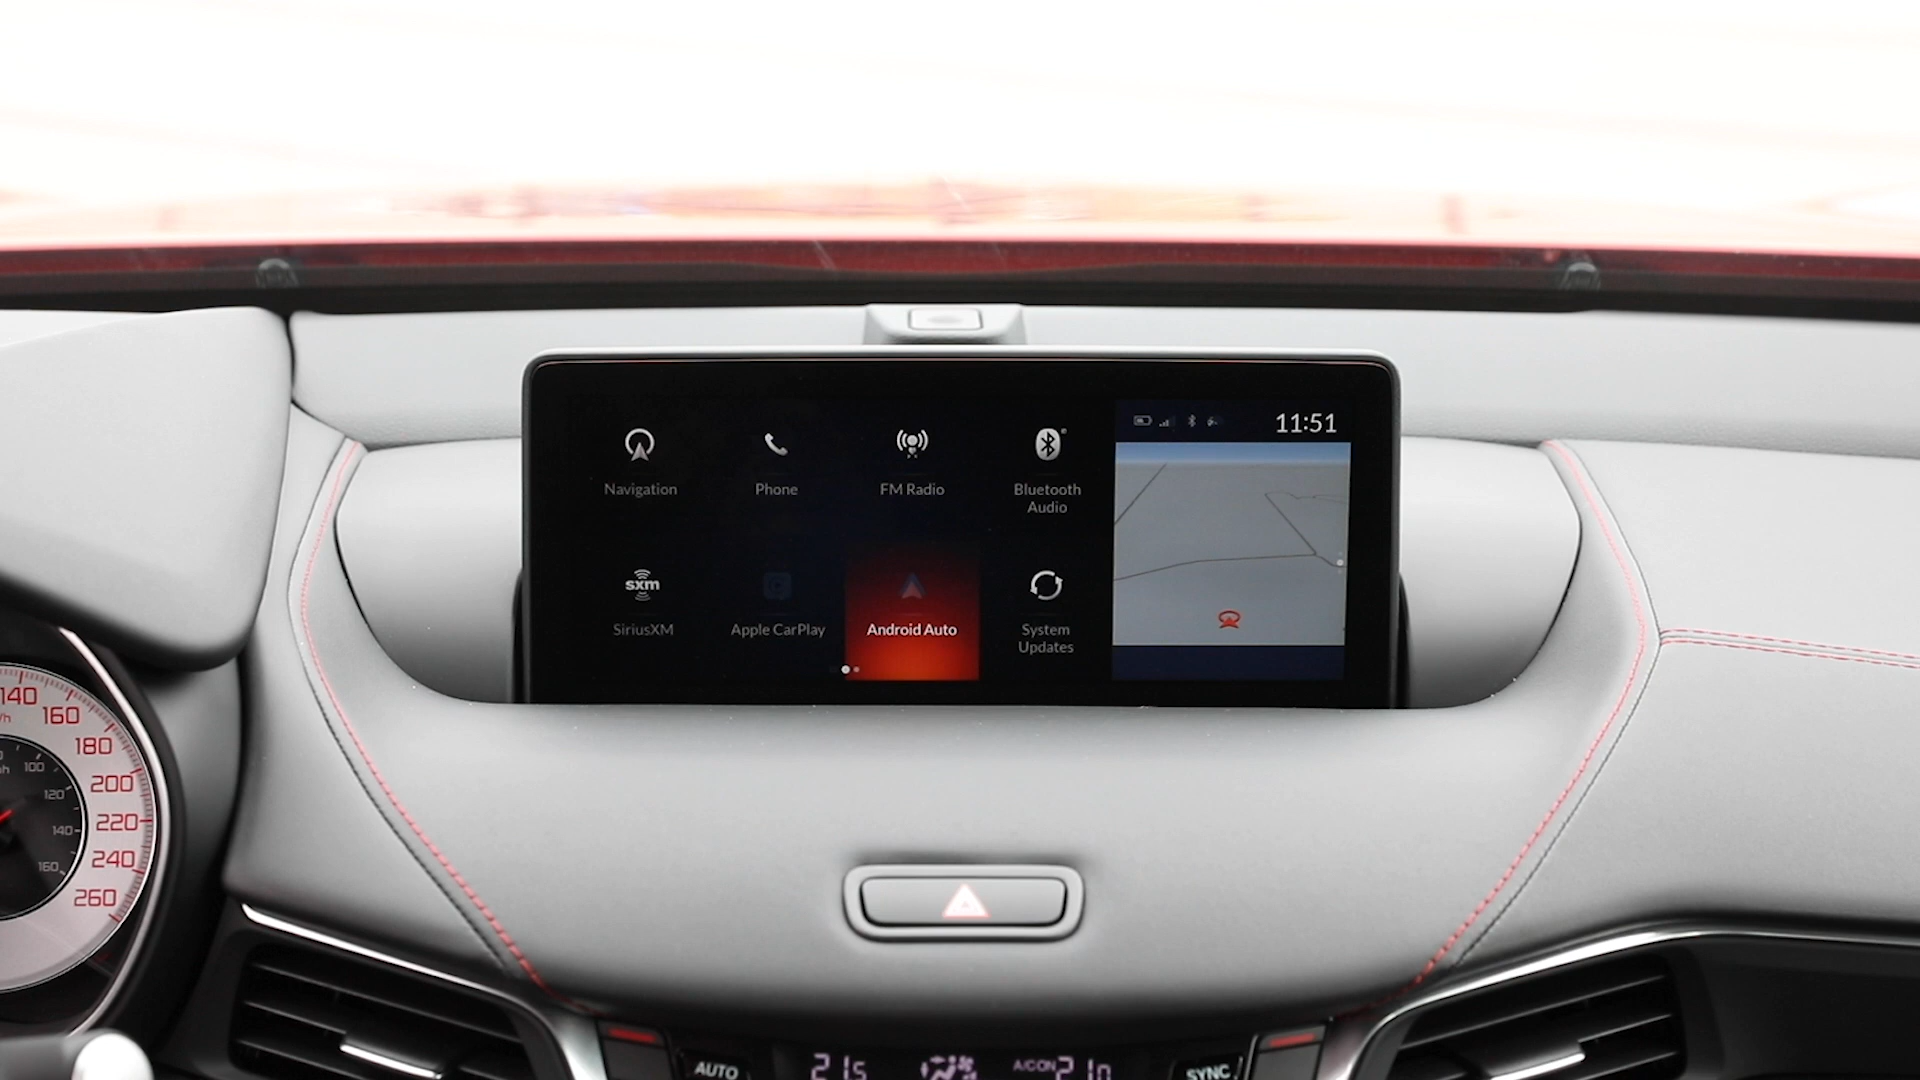 11:51
Navigation
Phone
FM Radio
Bluetooth
Audio
sxm
SiriusXM
Apple CarPlay
Android Auto
System
Updates
140
160
180
200
220
240
260
100
120
140
160
AUTO
A/CON
SYNC